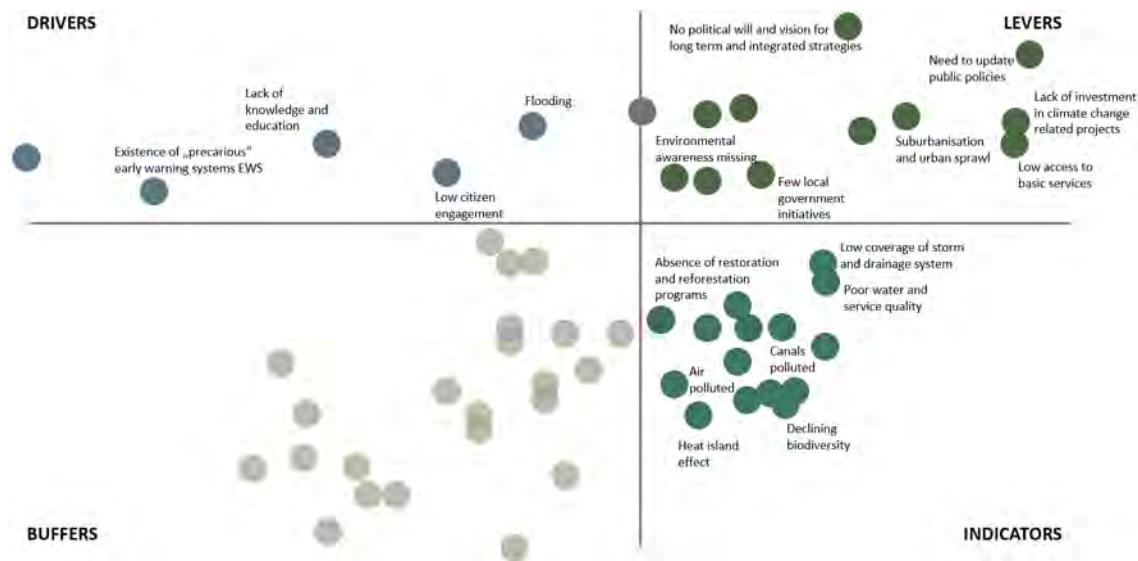 DRIVERS
LEVERS
No political will and vision for
long term and integrated strategies
Need to update
public policies
Lack of
knowledge and
education
Flooding
Lack of investment
in climate change
related projects
Existence of „precarious"
early warning systems EWS
Environmental
awareness missing
Suburbanisation
and urban sprawl
Low access to
basic services
Low citizen
engagement
Few local
government
initiatives
Absence of restoration
and reforestation
programs
Low coverage of storm
and drainage system
Poor water and
service quality
Canals
polluted
Air
polluted
Heat island
effect
Declining
biodiversity
BUFFERS
INDICATORS